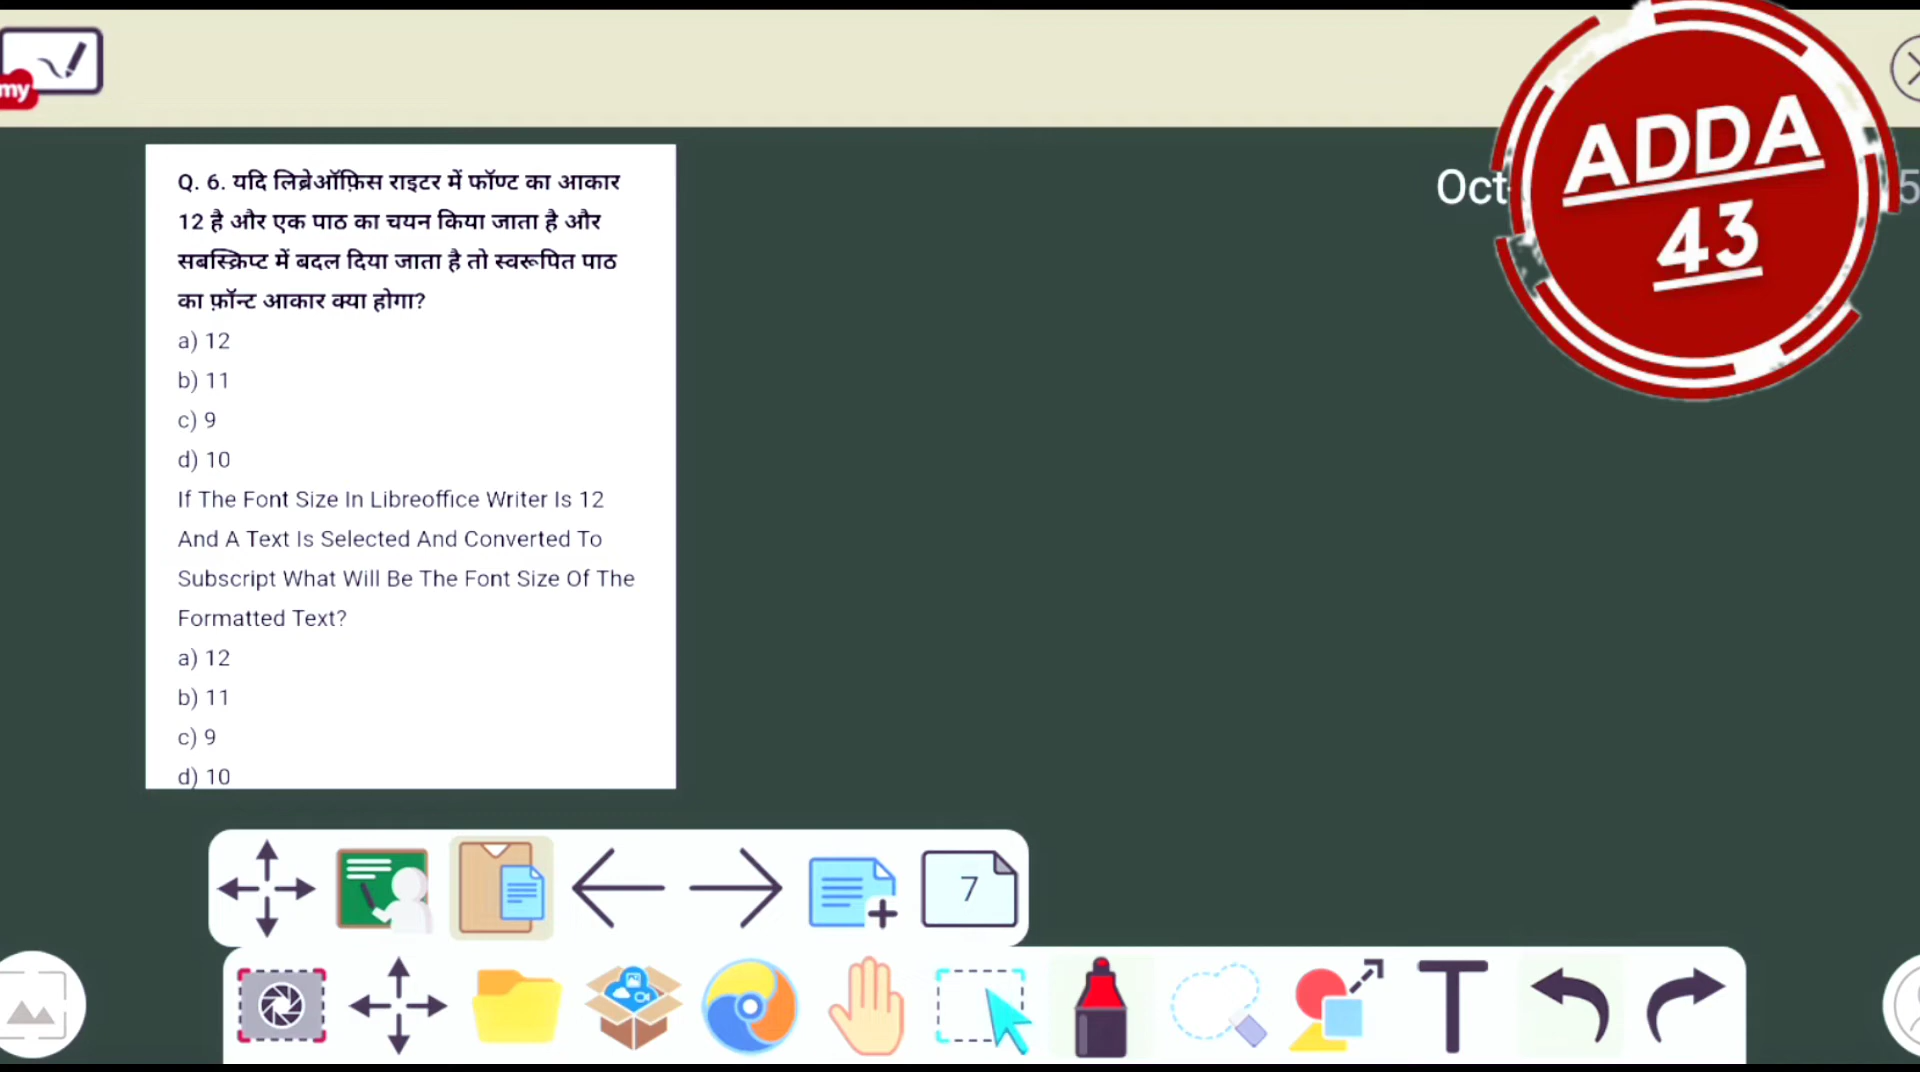 my
Oct
5
ADDA
43
Q. 6. यदि लिब्रेऑफ़िस राइटर में फॉण्ट का आकार
12 है और एक पाठ का चयन किया जाता है और
सबस्क्रिप्ट में बदल दिया जाता है तो स्वरूपित पाठ
का फ़ॉन्ट आकार क्या होगा?
a) 12
b) 11
c) 9
d) 10
If The Font Size In Libreoffice Writer Is 12
And A Text Is Selected And Converted To
Subscript What Will Be The Font Size Of The
Formatted Text?
a) 12
b) 11
c) 9
d) 10
7
T